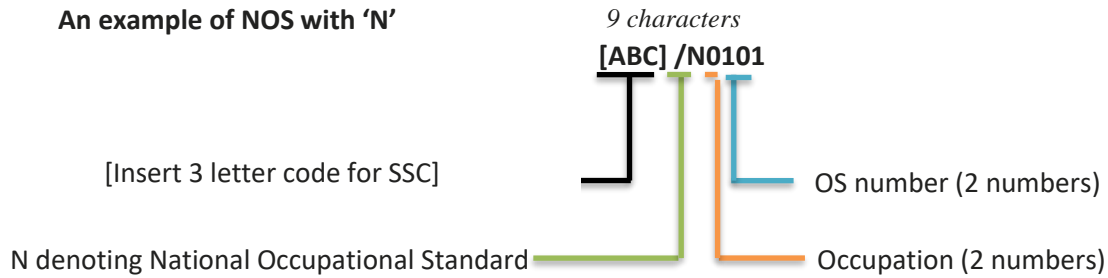 An example of NOS with ‘N’
9 characters
[ABC] /N0101
[Insert 3 letter code for SSC]
OS number (2 numbers)
N denoting National Occupational Standard
Occupation (2 numbers)